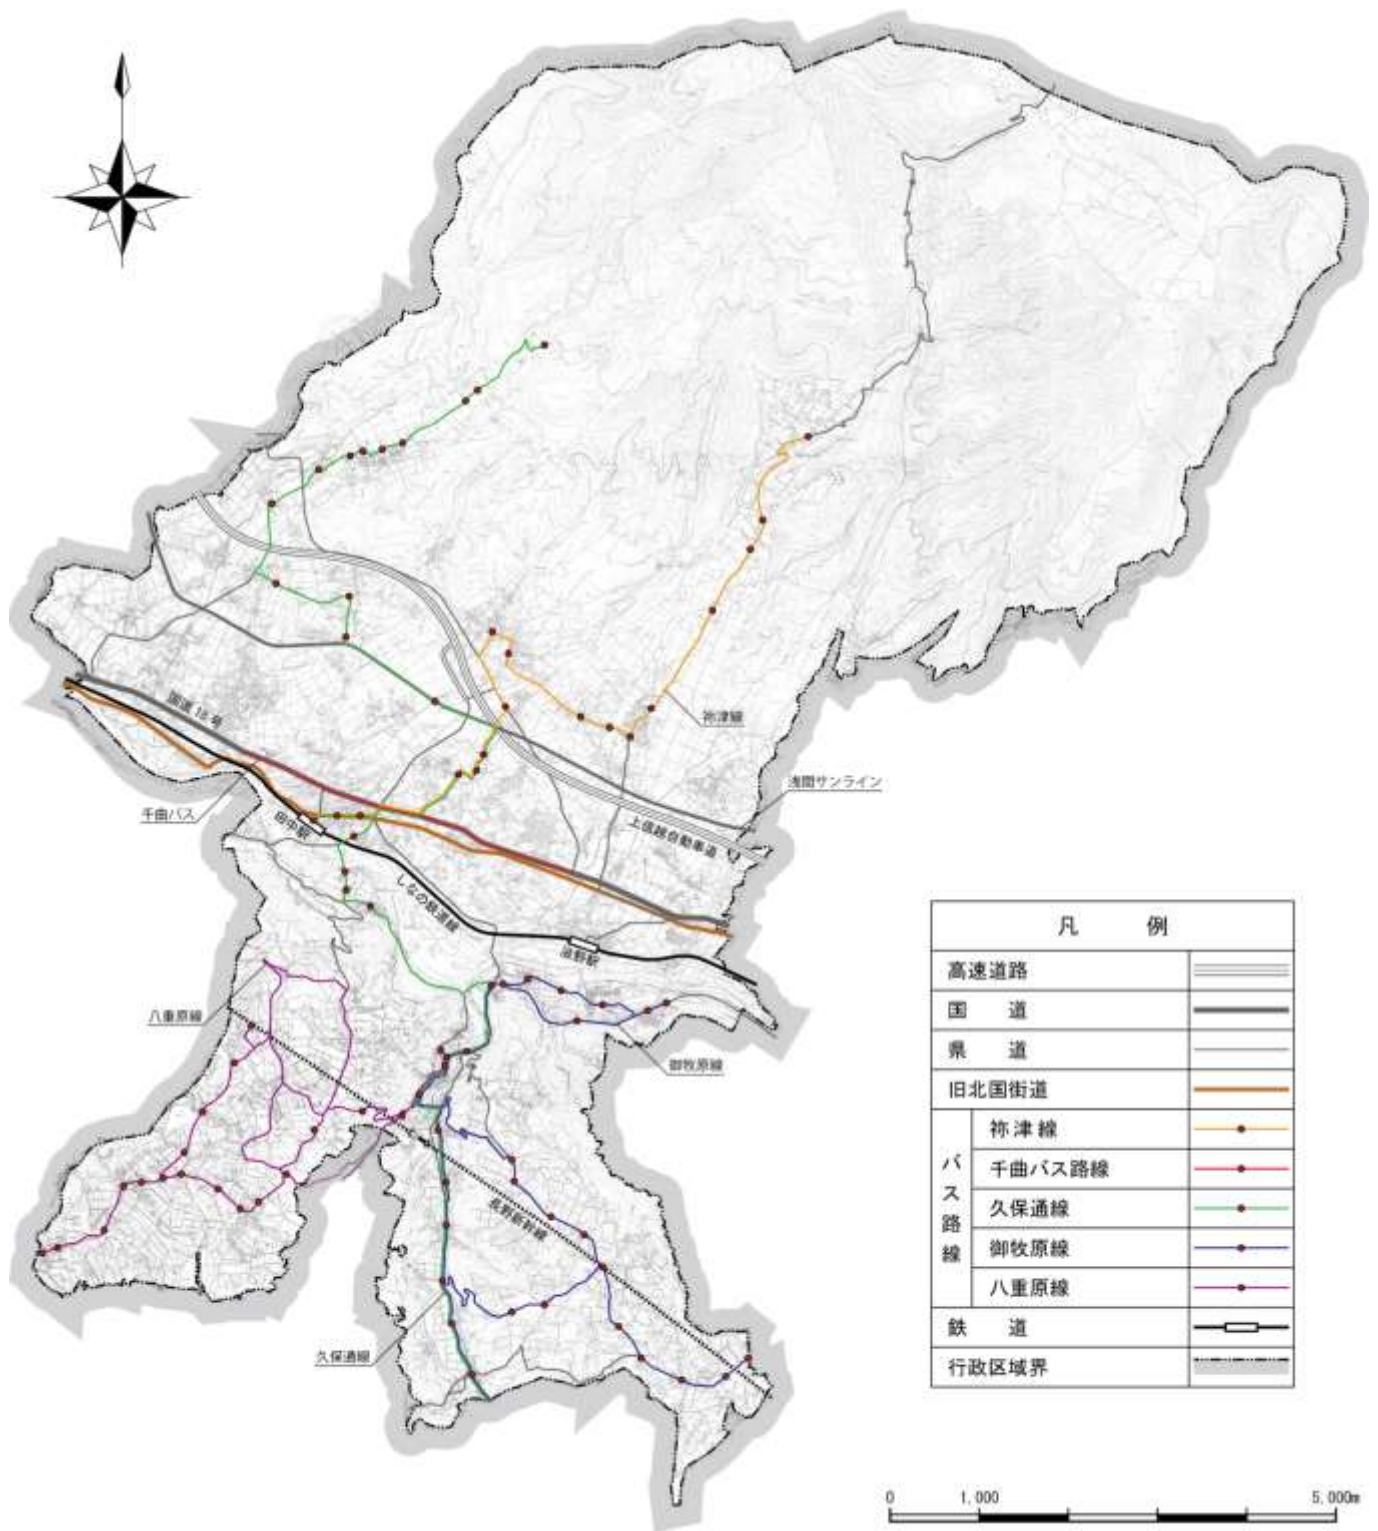 国道18号
祢津線
浅間サンライン
千曲バス
田中駅
上信越自動車道
しなの鉄道線
滋野駅
八重原線
御牧原線
長野新幹線
久保通線
凡 例
高速道路
国 道
県 道
旧北国街道
バス路線
祢津線
千曲バス路線
久保通線
御牧原線
八重原線
鉄 道
行政区域界
0 1,000 5,000m